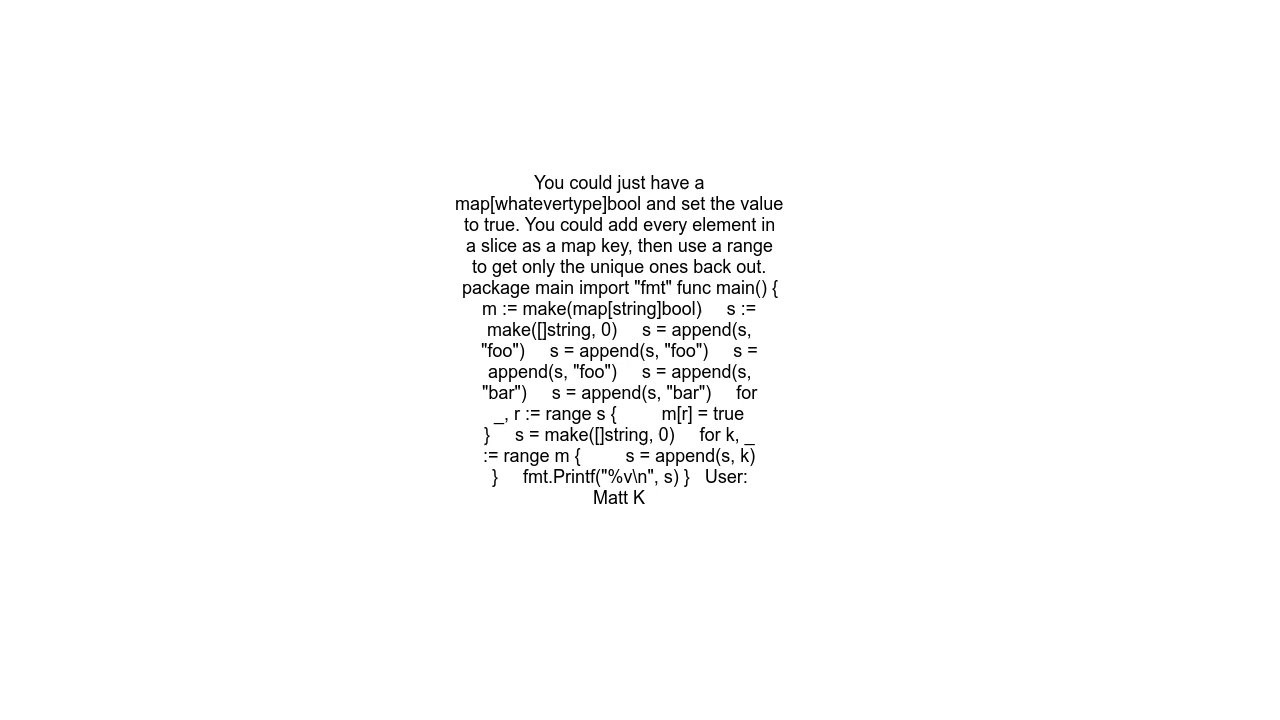 You could just have a
map[whatevertype]bool and set the value
to true. You could add every element in
a slice as a map key, then use a range
to get only the unique ones back out.
package main import "fmt" func main() {
m := make(map[string]bool)     s :=
make([]string, 0)     s = append(s,
"foo")     s = append(s, "foo")     s =
append(s, "foo")     s = append(s,
"bar")     s = append(s, "bar")     for
_, r := range s {         m[r] = true
}     s = make([]string, 0)     for k, _
:= range m {         s = append(s, k)
}     fmt.Printf("%v\n", s) }   User:
Matt K